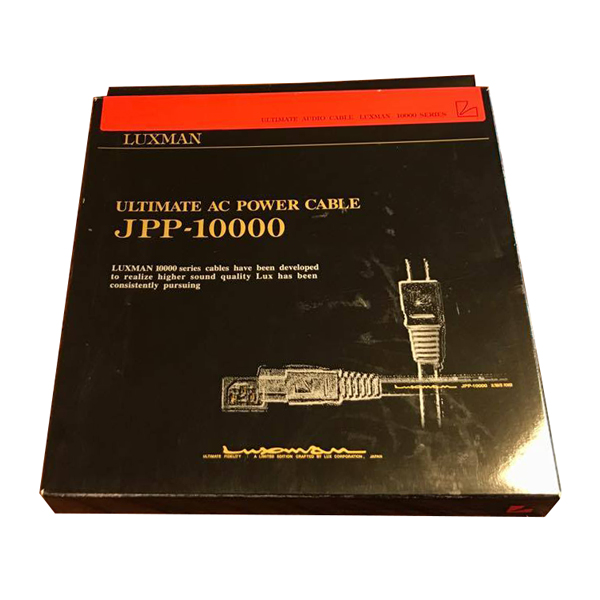 ULTIMATE AUDIO CABLE LUXMAN 10000 SERIES
LUXMAN
ULTIMATE AC POWER CABLE
JPP-10000
LUXMAN 10000 series cables have been developed
to realize higher sound quality Lux has been
consistently pursuing
JPP-10000
Luxman
ULTIMATE FIDELITY A LIMITED EDITION CRAFTED BY LUX CORPORATION, JAPAN